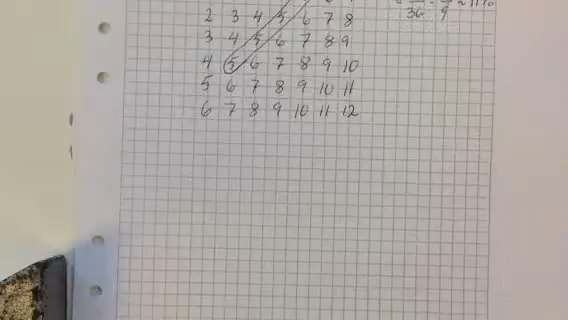 36 9 ≈ 11%
2 3 4 5 6 7 8
3 4 5 6 7 8 9
4 5 6 7 8 9 10
5 6 7 8 9 10 11
6 7 8 9 10 11 12